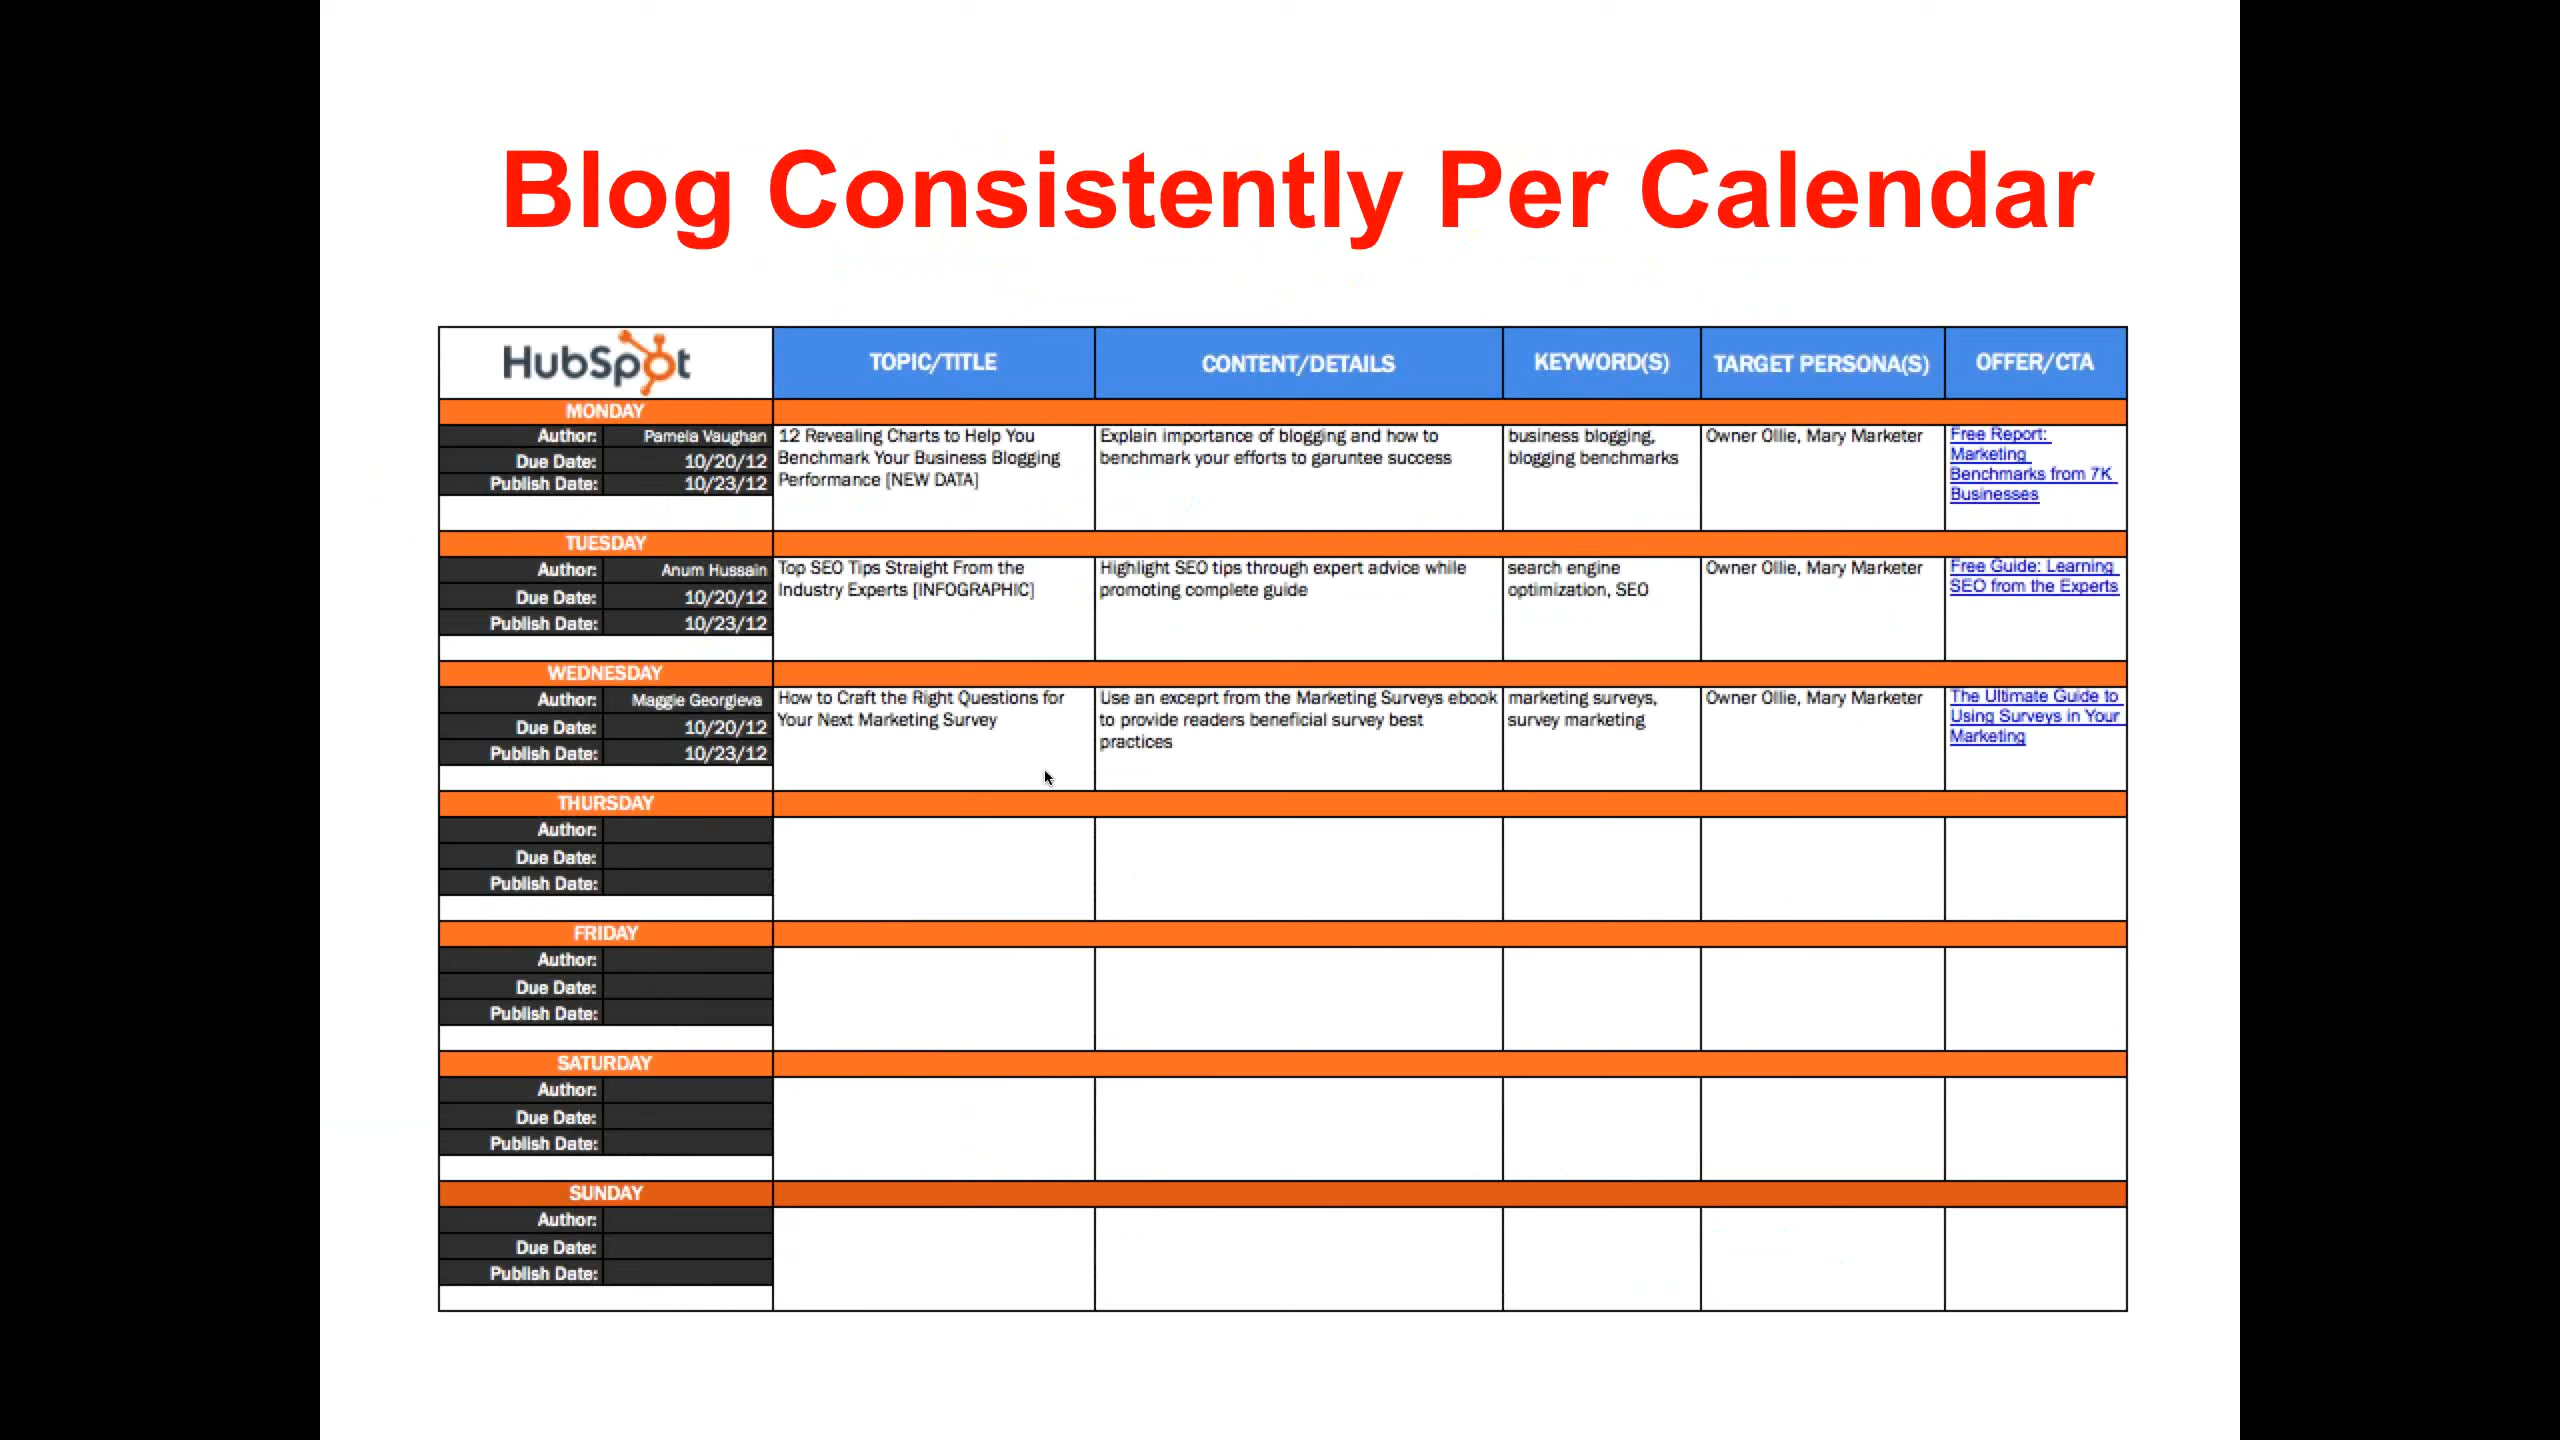 Blog Consistently Per Calendar
HubSpot
TOPIC/TITLE
CONTENT/DETAILS
KEYWORD(S)
TARGET PERSONA(S)
OFFER/CTA
MONDAY
Author: Pamela Vaughan
Due Date: 10/20/12
Publish Date: 10/23/12
12 Revealing Charts to Help You
Benchmark Your Business Blogging
Performance [NEW DATA]
Explain importance of blogging and how to
benchmark your efforts to garuntee success
business blogging,
blogging benchmarks
Owner Ollie, Mary Marketer
Free Report:
Marketing
Benchmarks from 7K
Businesses
TUESDAY
Author: Anum Hussain
Due Date: 10/20/12
Publish Date: 10/23/12
Top SEO Tips Straight From the
Industry Experts [INFOGRAPHIC]
Highlight SEO tips through expert advice while
promoting complete guide
search engine
optimization, SEO
Owner Ollie, Mary Marketer
Free Guide: Learning
SEO from the Experts
WEDNESDAY
Author: Maggie Georgieva
Due Date: 10/20/12
Publish Date: 10/23/12
How to Craft the Right Questions for
Your Next Marketing Survey
Use an exceprt from the Marketing Surveys ebook
to provide readers beneficial survey best
practices
marketing surveys,
survey marketing
Owner Ollie, Mary Marketer
The Ultimate Guide to
Using Surveys in Your
Marketing
THURSDAY
Author:
Due Date:
Publish Date:
FRIDAY
Author:
Due Date:
Publish Date:
SATURDAY
Author:
Due Date:
Publish Date:
SUNDAY
Author:
Due Date:
Publish Date: